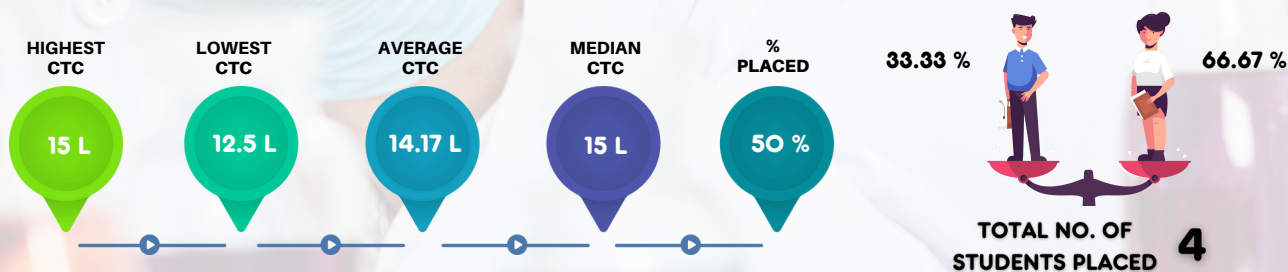 HIGHEST
CTC
15 L
LOWEST
CTC
12.5 L
AVERAGE
CTC
14.17 L
MEDIAN
CTC
15 L
%
PLACED
50 %
33.33 %
66.67 %
TOTAL NO. OF
STUDENTS PLACED
4